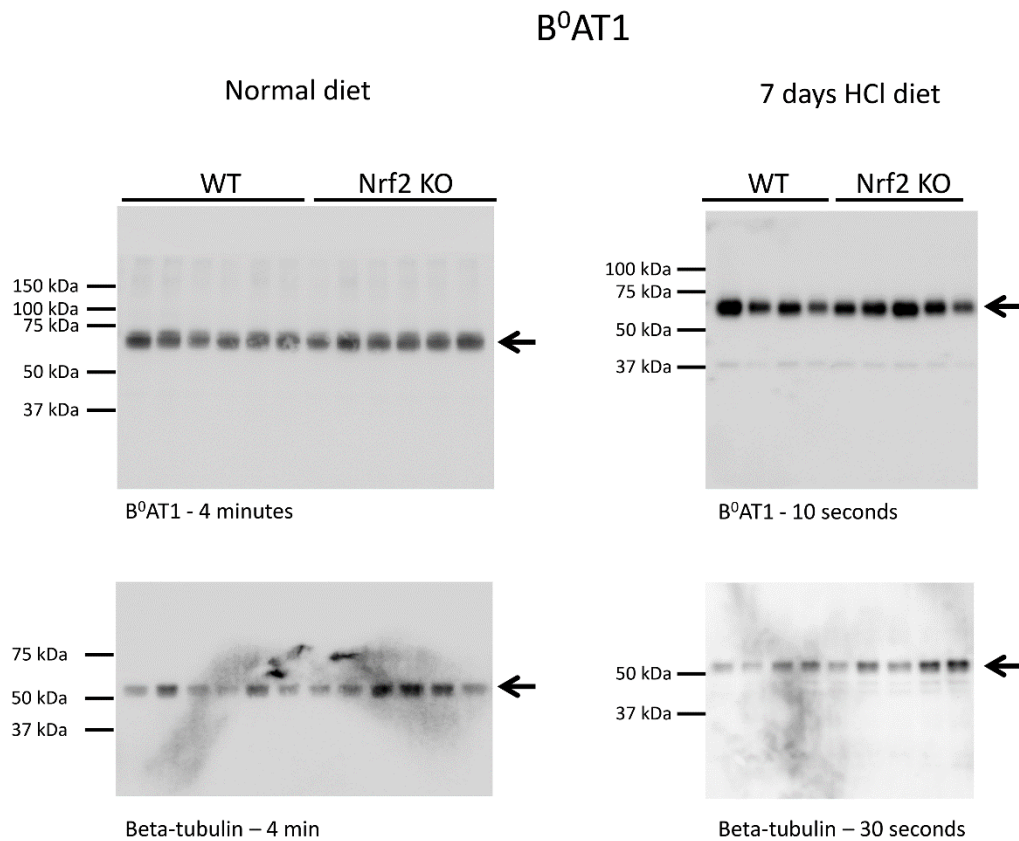 B⁰AT1
Normal diet
7 days HCl diet
WT
Nrf2 KO
WT
Nrf2 KO
150 kDa
100 kDa
75 kDa
50 kDa
37 kDa
100 kDa
75 kDa
50 kDa
37 kDa
B⁰AT1 - 4 minutes
B⁰AT1 - 10 seconds
75 kDa
50 kDa
37 kDa
50 kDa
37 kDa
Beta-tubulin – 4 min
Beta-tubulin – 30 seconds